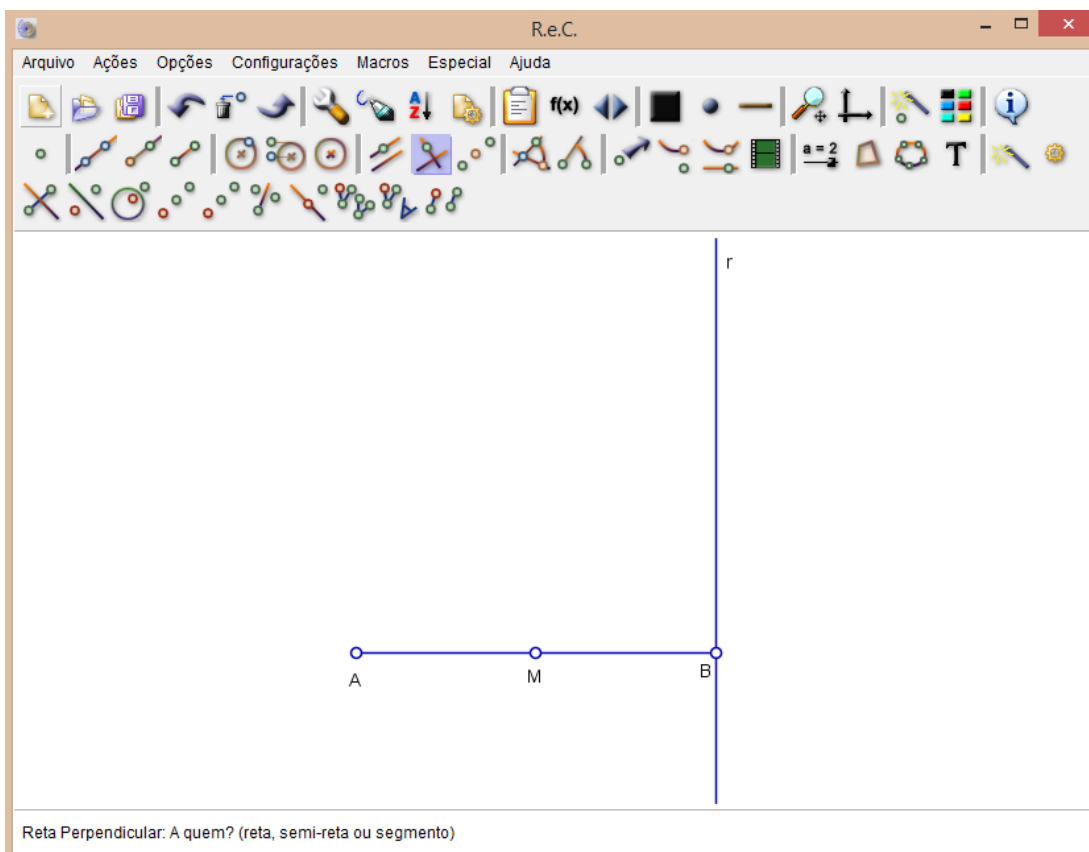 R.e.C.
Arquivo Ações Opções Configurações Macros Especial Ajuda
A Z f(x)
a = 2 T
r
A M B
Reta Perpendicular: A quem? (reta, semi-reta ou segmento)